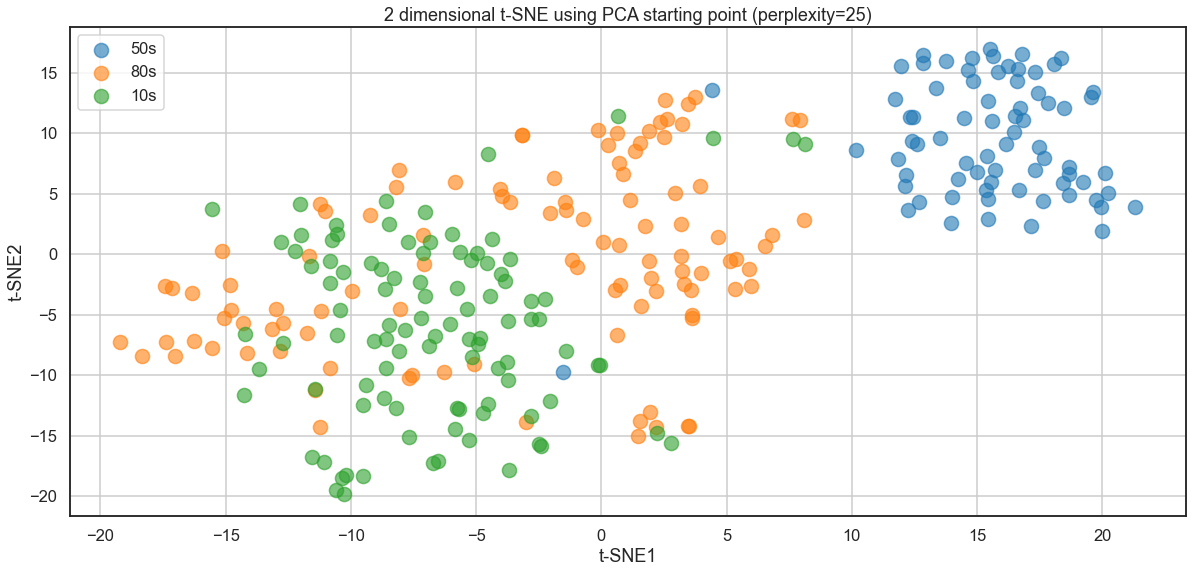 2 dimensional t-SNE using PCA starting point (perplexity=25)
50s
80s
10s
t-SNE2
15
10
5
0
−5
−10
−15
−20
−20 −15 −10 −5 0 5 10 15 20
t-SNE1